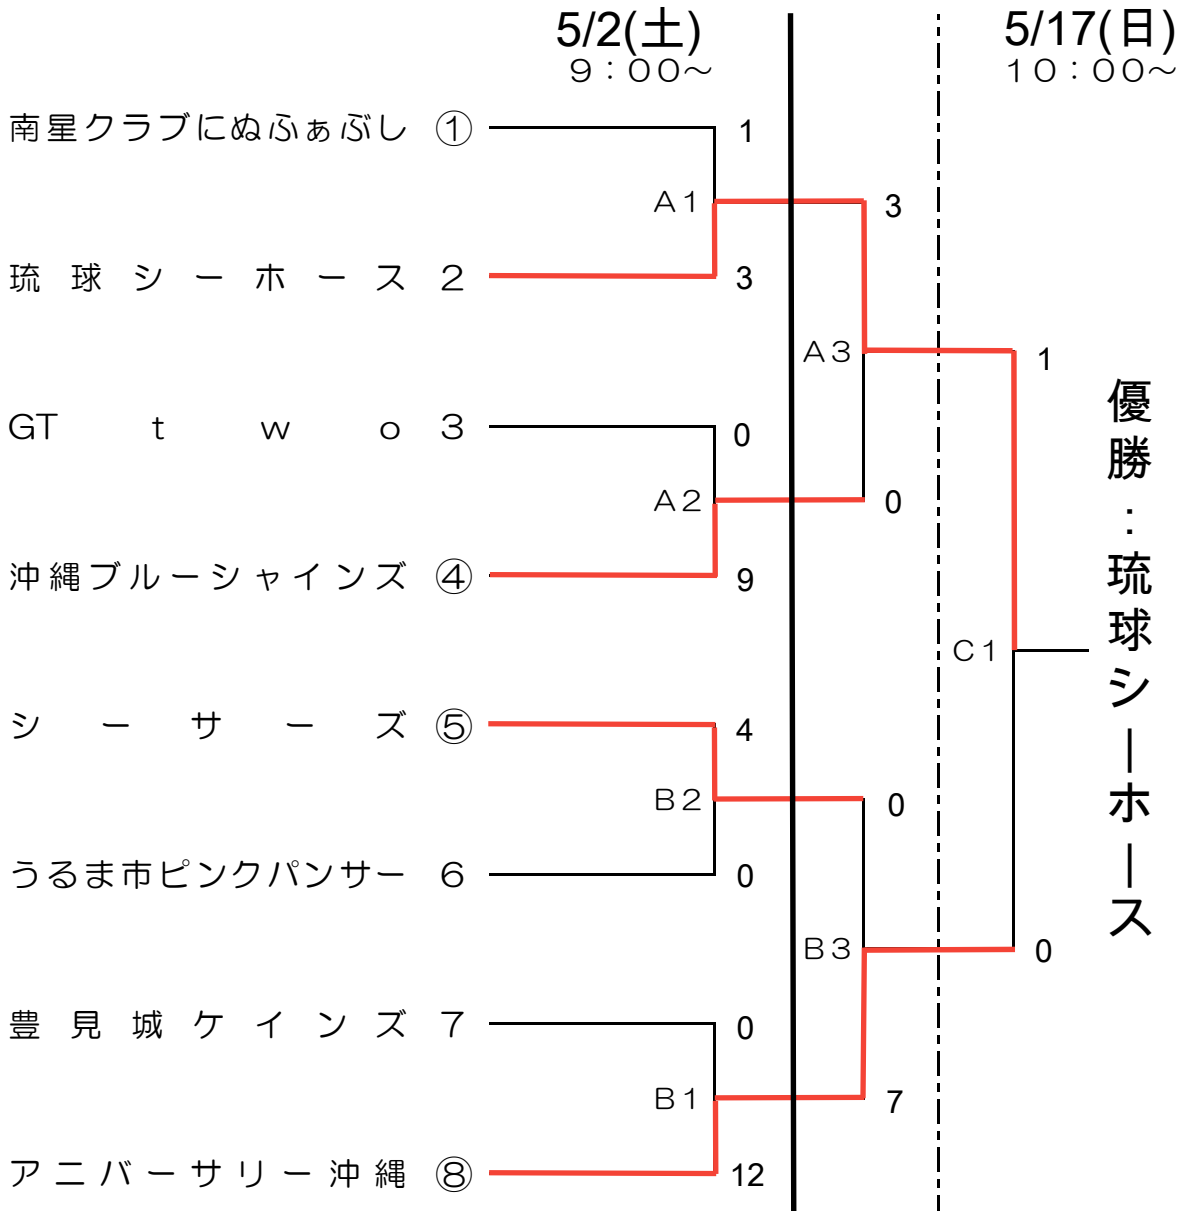 5/2(土)
9：00～
5/17(日)
10：00～
南星クラブにぬふぁぶし ①
1
A1
3
琉球シーホース 2
3
A3
1
GT two 3
0
A2
0
沖縄ブルーシャインズ ④
9
C1
優勝：琉球シーホース
シーサーズ ⑤
4
B2
0
うるま市ピンクパンサー 6
0
B3
0
豊見城ケインズ 7
0
B1
7
アニバーサリー沖縄 ⑧
12